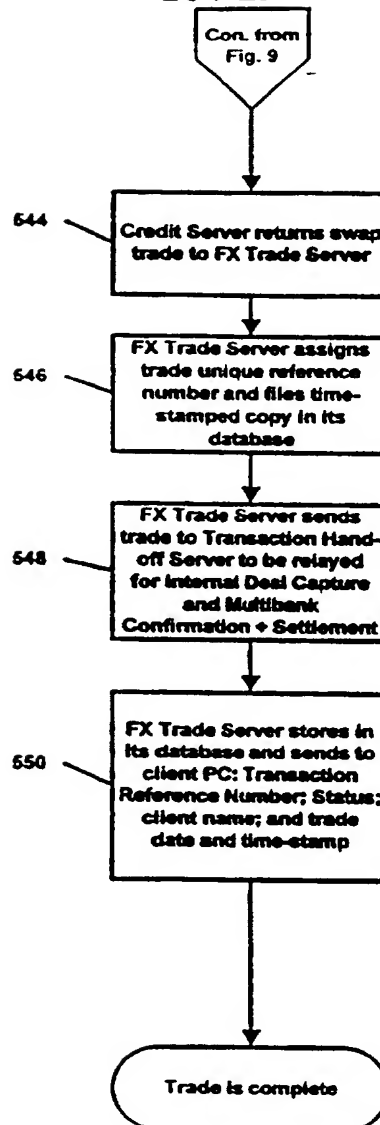 Con. from
Fig. 9
544
Credit Server returns swap
trade to FX Trade Server
546
FX Trade Server assigns
trade unique reference
number and files time-
stamped copy in its
database
548
FX Trade Server sends
trade to Transaction Hand-
off Server to be relayed
for Internal Deal Capture
and Multibank
Confirmation + Settlement
550
FX Trade Server stores in
its database and sends to
client PC: Transaction
Reference Number; Status;
client name; and trade
date and time-stamp
Trade is complete